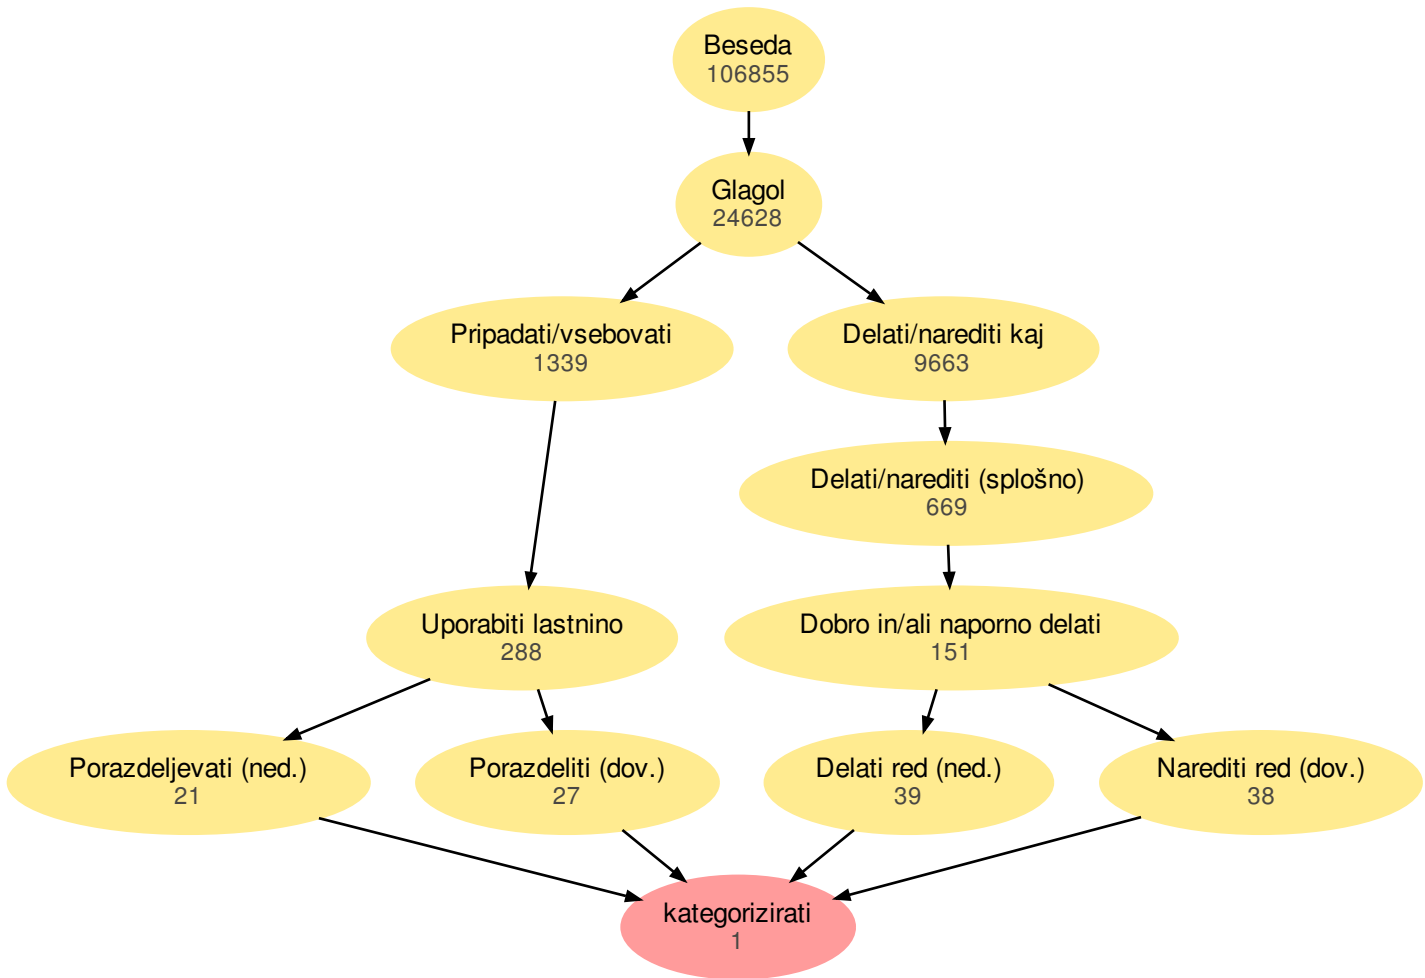 Beseda
106855
Glagol
24628
Pripadati/vsebovati
1339
Delati/narediti kaj
9663
Delati/narediti (splošno)
669
Uporabiti lastnino
288
Dobro in/ali naporno delati
151
Porazdeljevati (ned.)
21
Porazdeliti (dov.)
27
Delati red (ned.)
39
Narediti red (dov.)
38
kategorizirati
1